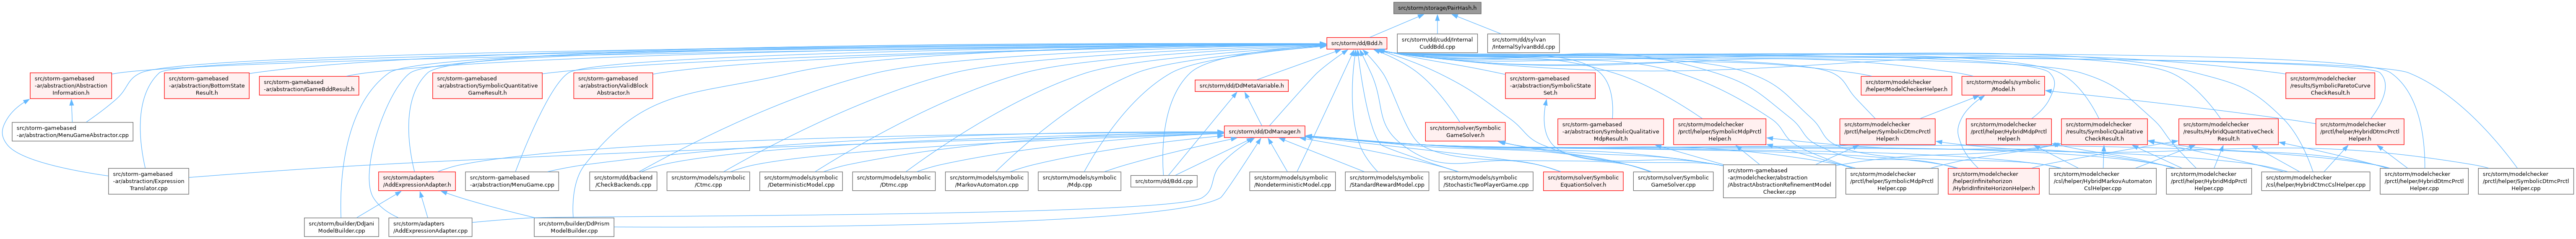 src/storm/storage/PairHash.h
src/storm/dd/Bdd.h
src/storm/dd/cudd/Internal
CuddBdd.cpp
src/storm/dd/sylvan
/InternalSylvanBdd.cpp
src/storm-gamebased
-ar/abstraction/Abstraction
Information.h
src/storm-gamebased
-ar/abstraction/BottomState
Result.h
src/storm-gamebased
-ar/abstraction/GameBddResult.h
src/storm-gamebased
-ar/abstraction/SymbolicQuantitative
GameResult.h
src/storm-gamebased
-ar/abstraction/ValidBlock
Abstractor.h
src/storm/dd/DdMetaVariable.h
src/storm-gamebased
-ar/abstraction/SymbolicState
Set.h
src/storm/modelchecker
/helper/ModelCheckerHelper.h
src/storm/models/symbolic
/Model.h
src/storm/modelchecker
/results/SymbolicParetoCurve
CheckResult.h
src/storm-gamebased
-ar/abstraction/MenuGameAbstractor.cpp
src/storm/dd/DdManager.h
src/storm/solver/Symbolic
GameSolver.h
src/storm-gamebased
-ar/abstraction/SymbolicQualitative
MdpResult.h
src/storm/modelchecker
/prctl/helper/SymbolicMdpPrctl
Helper.h
src/storm/modelchecker
/prctl/helper/SymbolicDtmcPrctl
Helper.h
src/storm/modelchecker
/prctl/helper/HybridMdpPrctl
Helper.h
src/storm/modelchecker
/results/SymbolicQualitative
CheckResult.h
src/storm/modelchecker
/results/HybridQuantitativeCheck
Result.h
src/storm/modelchecker
/prctl/helper/HybridDtmcPrctl
Helper.h
src/storm-gamebased
-ar/abstraction/Expression
Translator.cpp
src/storm/adapters
/AddExpressionAdapter.h
src/storm-gamebased
-ar/abstraction/MenuGame.cpp
src/storm/dd/backend
/CheckBackends.cpp
src/storm/models/symbolic
/Ctmc.cpp
src/storm/models/symbolic
/DeterministicModel.cpp
src/storm/models/symbolic
/Dtmc.cpp
src/storm/models/symbolic
/MarkovAutomaton.cpp
src/storm/models/symbolic
/Mdp.cpp
src/storm/dd/Bdd.cpp
src/storm/models/symbolic
/NondeterministicModel.cpp
src/storm/models/symbolic
/StandardRewardModel.cpp
src/storm/models/symbolic
/StochasticTwoPlayerGame.cpp
src/storm/solver/Symbolic
EquationSolver.h
src/storm/solver/Symbolic
GameSolver.cpp
src/storm-gamebased
-ar/modelchecker/abstraction
/AbstractAbstractionRefinementModel
Checker.cpp
src/storm/modelchecker
/prctl/helper/SymbolicMdpPrctl
Helper.cpp
src/storm/modelchecker
/helper/infinitehorizon
/HybridInfiniteHorizonHelper.h
src/storm/modelchecker
/csl/helper/HybridMarkovAutomaton
CslHelper.cpp
src/storm/modelchecker
/prctl/helper/HybridMdpPrctl
Helper.cpp
src/storm/modelchecker
/csl/helper/HybridCtmcCslHelper.cpp
src/storm/modelchecker
/prctl/helper/HybridDtmcPrctl
Helper.cpp
src/storm/modelchecker
/prctl/helper/SymbolicDtmcPrctl
Helper.cpp
src/storm/builder/DdJani
ModelBuilder.cpp
src/storm/adapters
/AddExpressionAdapter.cpp
src/storm/builder/DdPrism
ModelBuilder.cpp